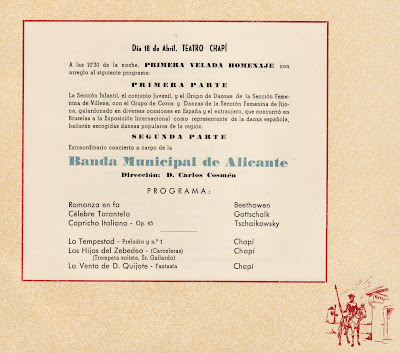 Día 18 de Abril. TEATRO CHAPÍ
A las 10'30 de la noche, PRIMERA VELADA HOMENAJE con
arreglo al siguiente programa:
PRIMERA PARTE
La Sección Infantil, el conjunto Juvenil, y el Grupo de Danzas de la Sección Feme-
nina de Villena, con el Grupo de Coros y Danzas de la Sección Femenina de Jijo-
na, galardonado en diversas ocasiones en España y el extranjero, que concurrió en
Bruselas a la Exposición Internacional como representante de la danza española,
bailarán escogidas danzas populares de la región.
SEGUNDA PARTE
Extraordinario concierto a cargo de la
Banda Municipal de Alicante
Dirección: D. Carlos Cosmén
PROGRAMA:
Romanza en fa Beethowen
Célebre Tarantela Gottschalk
Capricho Italiano - Op. 45 Tschaikowsky
La Tempestad - Preludio y n.º 1 Chapí
Los Hijos del Zebedeo - (Carceleras) Chapí
(Trompeta solista, Sr. Gallardo)
La Venta de D. Quijote - Fantasía Chapí